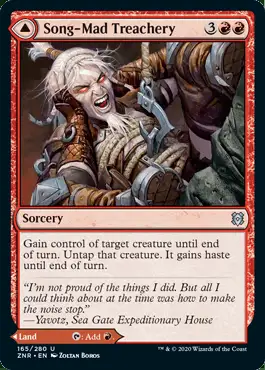 Song-Mad Treachery 3
Sorcery
Gain control of target creature until end
of turn. Untap that creature. It gains haste
until end of turn.
“I’m not proud of the things I did. But all I
could think about at the time was how to make
the noise stop.”
—Yavotz, Sea Gate Expeditionary House
Land : Add .
165/280 U
ZNR • EN Zoltan Boros
™ & © 2020 Wizards of the Coast